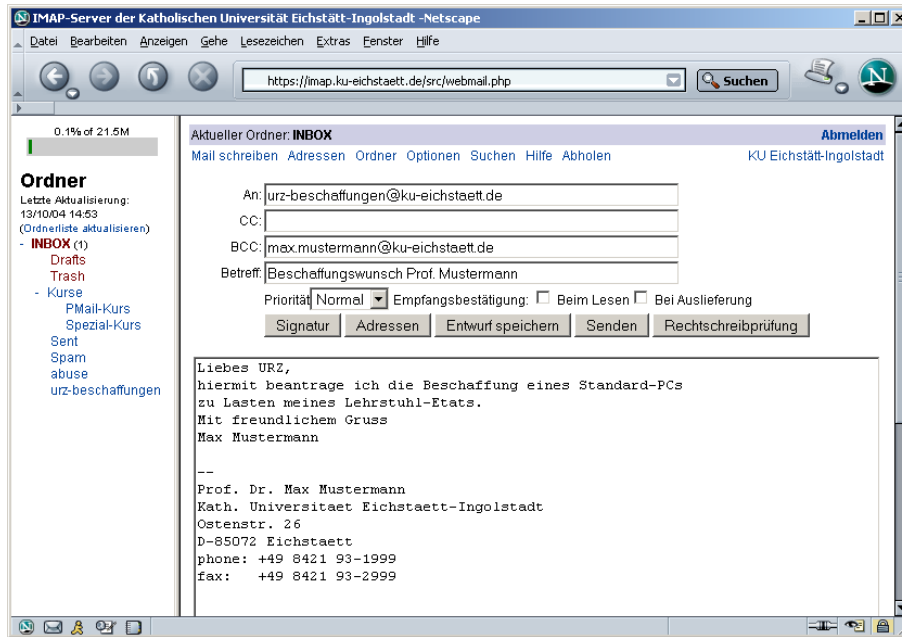 IMAP-Server der Katholischen Universität Eichstätt-Ingolstadt -Netscape
Datei Bearbeiten Anzeigen Gehe Lesezeichen Extras Fenster Hilfe
https://imap.ku-eichstaett.de/src/webmail.php Suchen N
0.1% of 21.5M
Ordner
Letzte Aktualisierung:
13/10/04 14:53
(Ordnerliste aktualisieren)
- INBOX (1)
Drafts
Trash
- Kurse
PMail-Kurs
Spezial-Kurs
Sent
Spam
abuse
urz-beschaffungen
Aktueller Ordner: INBOX Abmelden
Mail schreiben Adressen Ordner Optionen Suchen Hilfe Abholen KU Eichstätt-Ingolstadt
An: urz-beschaffungen@ku-eichstaett.de
CC:
BCC: max.mustermann@ku-eichstaett.de
Betreff: Beschaffungswunsch Prof. Mustermann
Priorität Normal Empfangsbestätigung: Beim Lesen Bei Auslieferung
Signatur Adressen Entwurf speichern Senden Rechtschreibprüfung
Liebes URZ,
hiermit beantrage ich die Beschaffung eines Standard-PCs
zu Lasten meines Lehrstuhl-Etats.
Mit freundlichem Gruss
Max Mustermann
--
Prof. Dr. Max Mustermann
Kath. Universitaet Eichstaett-Ingolstadt
Ostenstr. 26
D-85072 Eichstaett
phone: +49 8421 93-1999
fax: +49 8421 93-2999